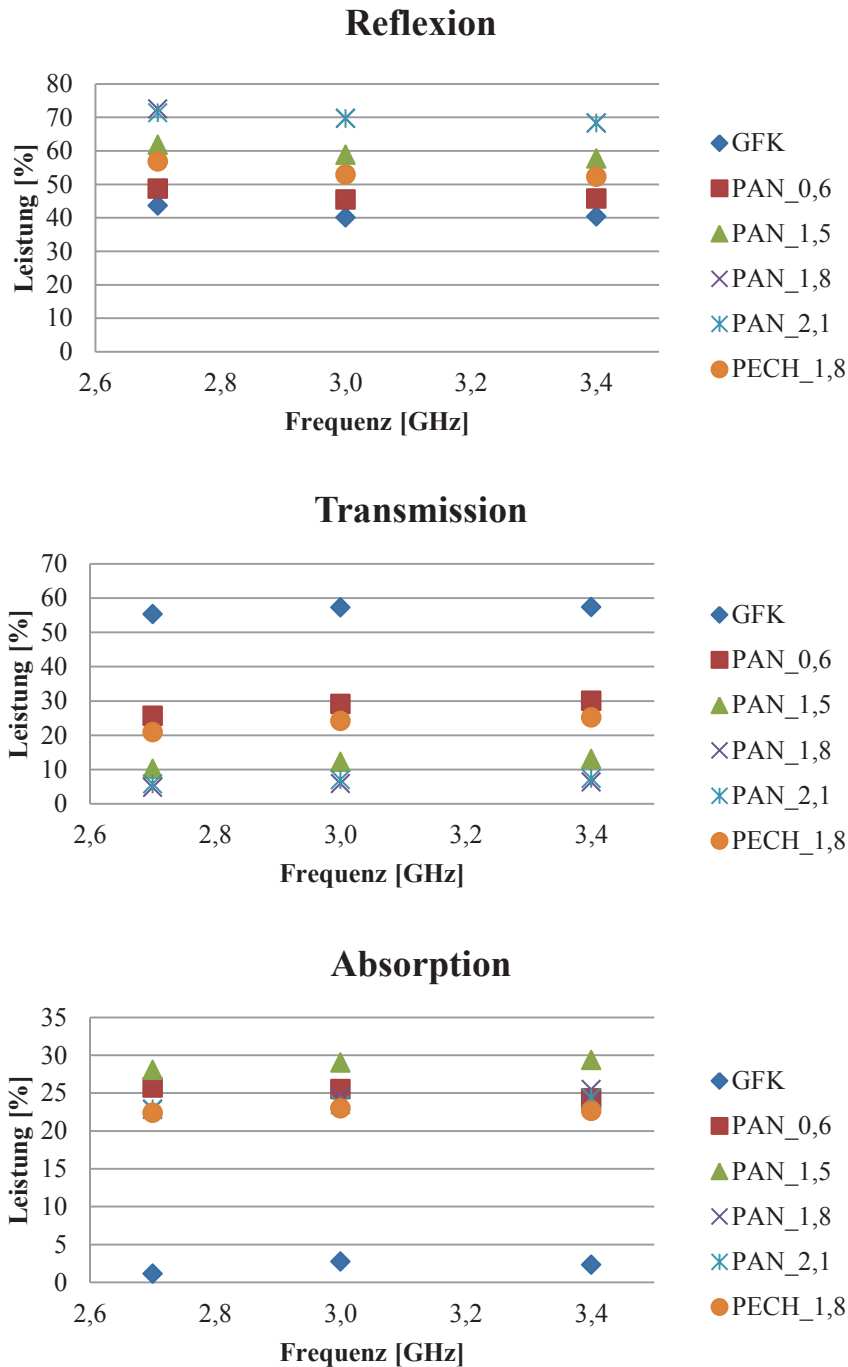 Reflexion
80
70
60
50
40
30
20
10
0
Leistung [%]
2,6 2,8 3,0 3,2 3,4
Frequenz [GHz]
GFK
PAN_0,6
PAN_1,5
PAN_1,8
PAN_2,1
PECH_1,8
Transmission
70
60
50
40
30
20
10
0
Leistung [%]
2,6 2,8 3,0 3,2 3,4
Frequenz [GHz]
GFK
PAN_0,6
PAN_1,5
PAN_1,8
PAN_2,1
PECH_1,8
Absorption
35
30
25
20
15
10
5
0
Leistung [%]
2,6 2,8 3,0 3,2 3,4
Frequenz [GHz]
GFK
PAN_0,6
PAN_1,5
PAN_1,8
PAN_2,1
PECH_1,8